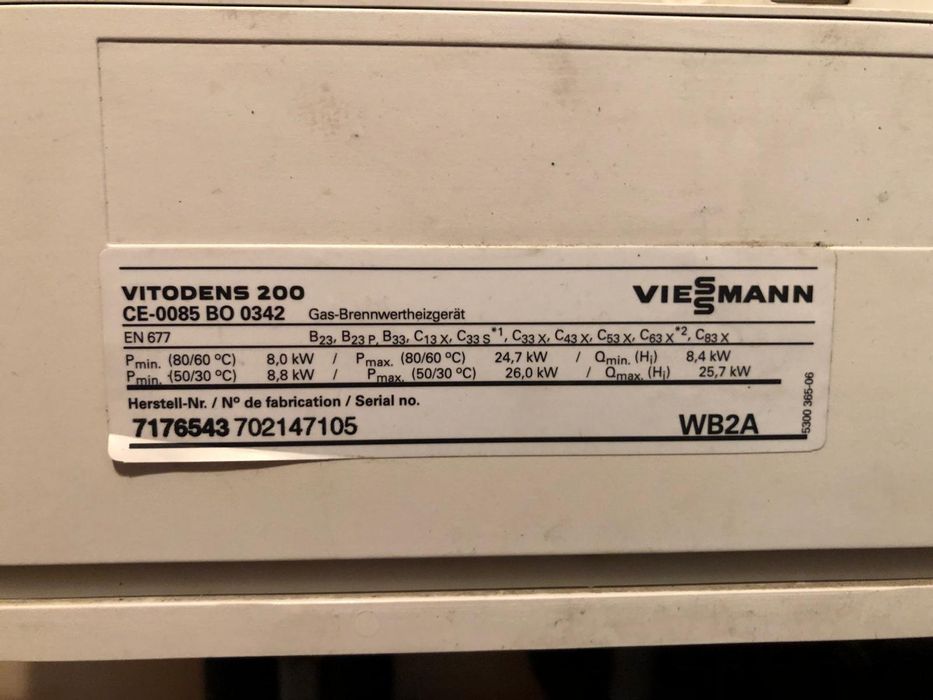 VITODENS 200
VIESSMANN
CE-0085 BO 0342 Gas-Brennwertheizgerät
EN 677 B23, B23 P, B33, C13 X, C33 S*1, C33 X, C43 X, C53 X, C63 X*2, C83 X
Pmin. (80/60 °C) 8,0 kW / Pmax. (80/60 °C) 24,7 kW / Qmin. (Hi) 8,4 kW
Pmin. (50/30 °C) 8,8 kW / Pmax. (50/30 °C) 26,0 kW / Qmax. (Hi) 25,7 kW
Herstell-Nr. / N° de fabrication / Serial no.
7176543 702147105 WB2A
5300 365-06